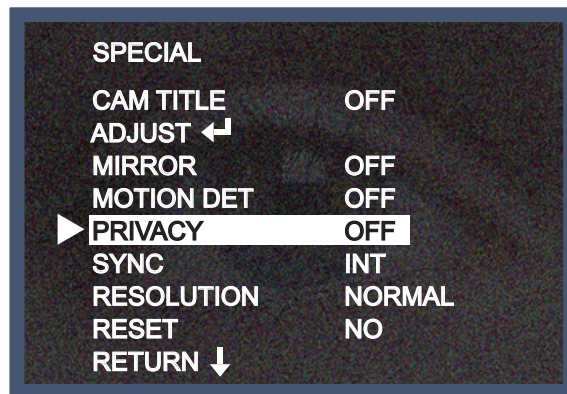 SPECIAL
CAM TITLE OFF
ADJUST ↵
MIRROR OFF
MOTION DET OFF
PRIVACY OFF
SYNC INT
RESOLUTION NORMAL
RESET NO
RETURN ↓